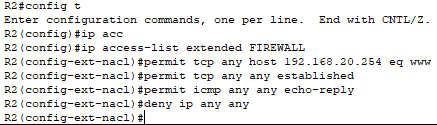 R2#config t
Enter configuration commands, one per line.  End with CNTL/Z.
R2(config)#ip acc
R2(config)#ip access-list extended FIREWALL
R2(config-ext-nacl)#permit tcp any host 192.168.20.254 eq www
R2(config-ext-nacl)#permit tcp any any established
R2(config-ext-nacl)#permit icmp any any echo-reply
R2(config-ext-nacl)#deny ip any any
R2(config-ext-nacl)#